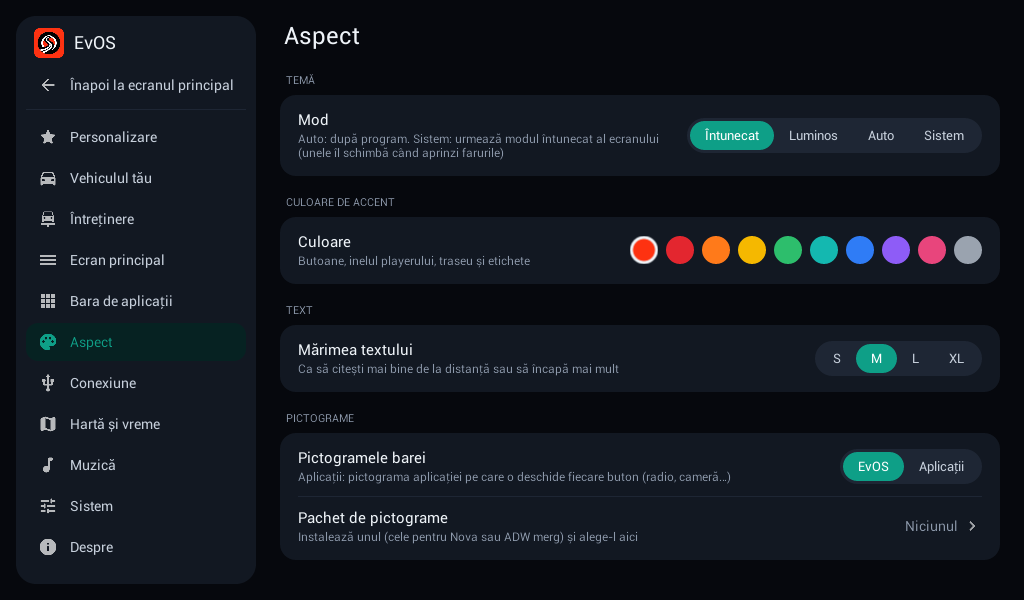 EvOS
Înapoi la ecranul principal
Personalizare
Vehiculul tău
Întreținere
Ecran principal
Bara de aplicații
Aspect
Conexiune
Hartă și vreme
Muzică
Sistem
Despre
Aspect
TEMĂ
Mod
Auto: după program. Sistem: urmează modul întunecat al ecranului
(unele îl schimbă când aprinzi farurile)
Întunecat Luminos Auto Sistem
CULOARE DE ACCENT
Culoare
Butoane, inelul playerului, traseu și etichete
TEXT
Mărimea textului
Ca să citești mai bine de la distanță sau să încapă mai mult
S M L XL
PICTOGRAME
Pictogramele barei
Aplicații: pictograma aplicației pe care o deschide fiecare buton (radio, cameră…)
EvOS Aplicații
Pachet de pictograme
Instalează unul (cele pentru Nova sau ADW merg) și alege-l aici
Niciunul